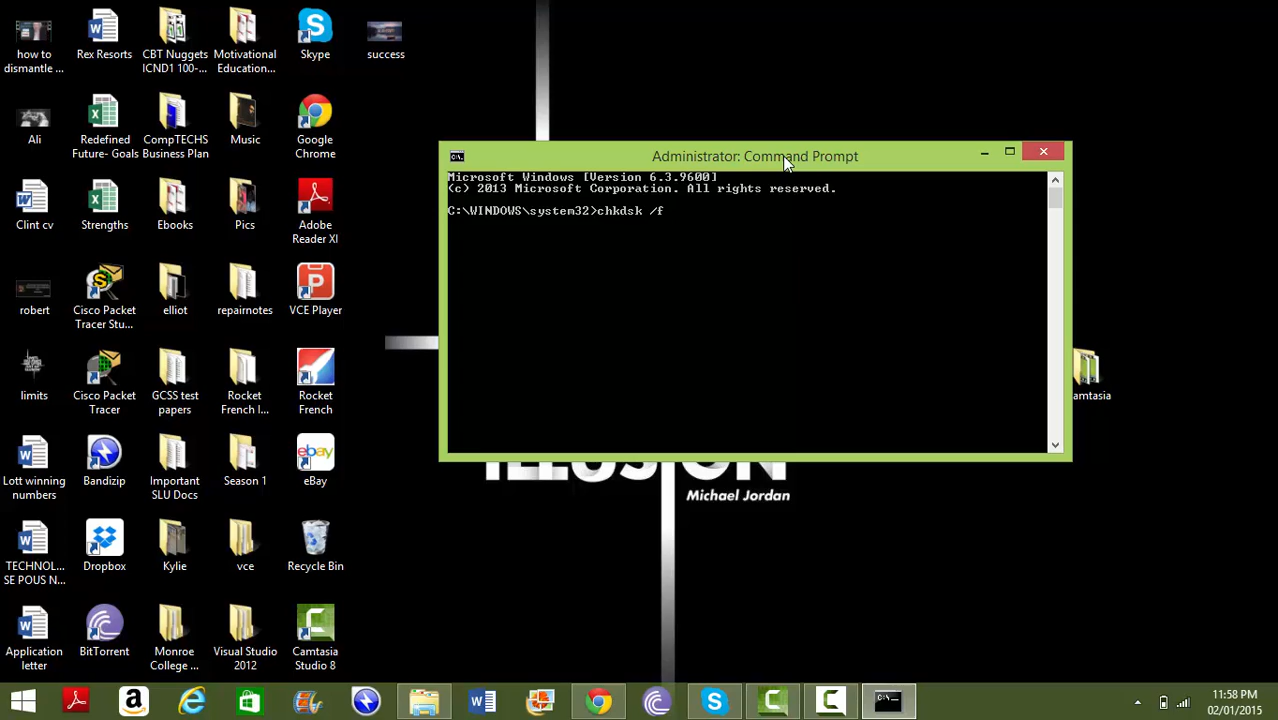 how to
dismantle ...
Rex Resorts
CBT Nuggets
ICND1 100-...
Motivational
Education...
Skype
success
Ali
Redefined
Future- Goals
CompTECHS
Business Plan
Music
Google
Chrome
Clint cv
Strengths
Ebooks
Pics
Adobe
Reader XI
robert
Cisco Packet
Tracer Stu...
elliot
repairnotes
VCE Player
limits
Cisco Packet
Tracer
GCSS test
papers
Rocket
French I...
Rocket
French
Lott winning
numbers
Bandizip
Important
SLU Docs
Season 1
eBay
TECHNOL...
SE POUS N...
Dropbox
Kylie
vce
Recycle Bin
Application
letter
BitTorrent
Monroe
College ...
Visual Studio
2012
Camtasia
Studio 8
Administrator: Command Prompt
Microsoft Windows [Version 6.3.9600]
(c) 2013 Microsoft Corporation. All rights reserved.
C:\WINDOWS\system32>chkdsk /f
amtasia
ILLUSION
Michael Jordan
11:58 PM
02/01/2015